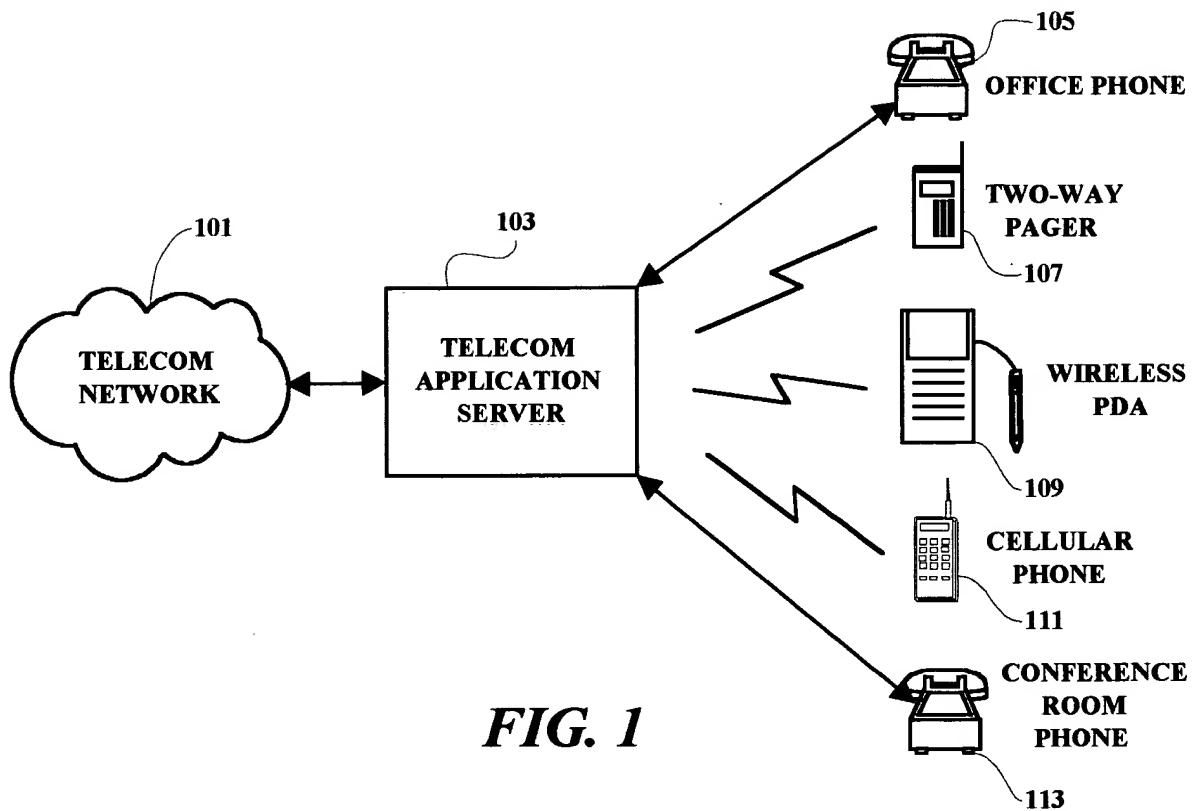 105
OFFICE PHONE
TWO-WAY
PAGER
107
101
103
TELECOM
NETWORK
TELECOM
APPLICATION
SERVER
WIRELESS
PDA
109
CELLULAR
PHONE
111
CONFERENCE
ROOM
PHONE
113
FIG. 1